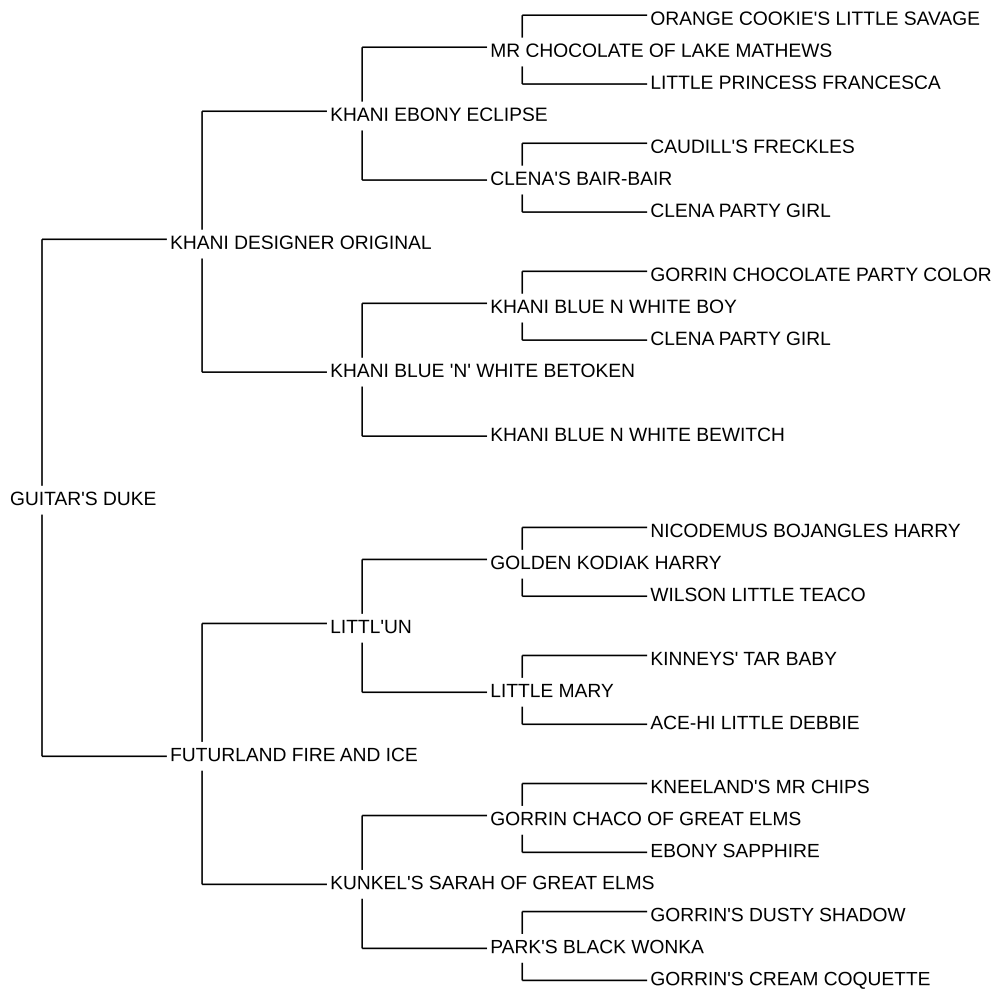 ORANGE COOKIE'S LITTLE SAVAGE
MR CHOCOLATE OF LAKE MATHEWS
LITTLE PRINCESS FRANCESCA
KHANI EBONY ECLIPSE
CAUDILL'S FRECKLES
CLENA'S BAIR-BAIR
CLENA PARTY GIRL
KHANI DESIGNER ORIGINAL
GORRIN CHOCOLATE PARTY COLOR
KHANI BLUE N WHITE BOY
CLENA PARTY GIRL
KHANI BLUE 'N' WHITE BETOKEN
KHANI BLUE N WHITE BEWITCH
GUITAR'S DUKE
NICODEMUS BOJANGLES HARRY
GOLDEN KODIAK HARRY
WILSON LITTLE TEACO
LITTL'UN
KINNEYS' TAR BABY
LITTLE MARY
ACE-HI LITTLE DEBBIE
FUTURLAND FIRE AND ICE
KNEELAND'S MR CHIPS
GORRIN CHACO OF GREAT ELMS
EBONY SAPPHIRE
KUNKEL'S SARAH OF GREAT ELMS
GORRIN'S DUSTY SHADOW
PARK'S BLACK WONKA
GORRIN'S CREAM COQUETTE